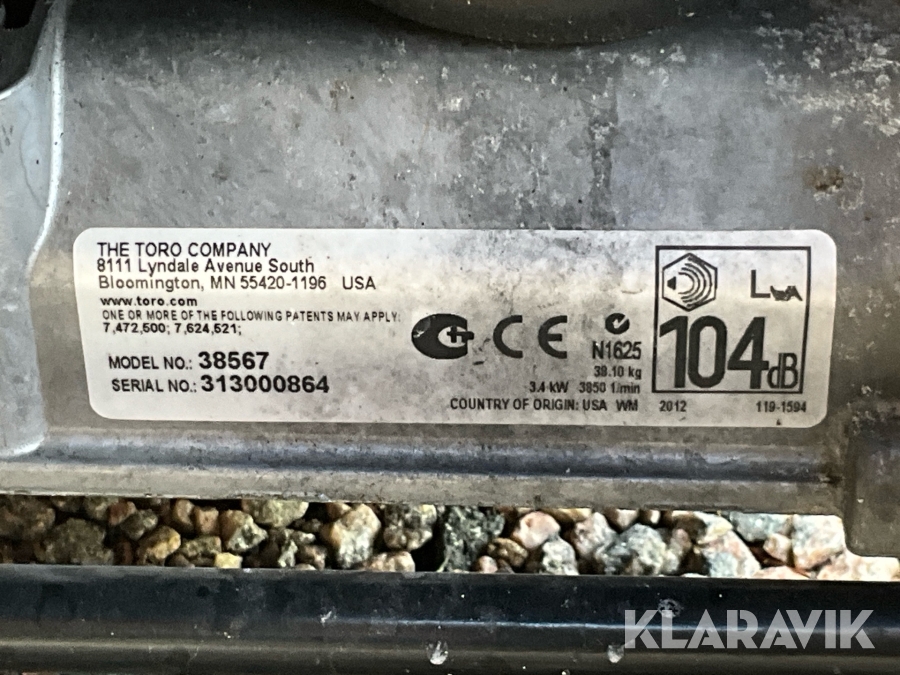 THE TORO COMPANY
8111 Lyndale Avenue South
Bloomington, MN 55420-1196 USA
www.toro.com
ONE OR MORE OF THE FOLLOWING PATENTS MAY APPLY:
7,472,500; 7,624,521;
MODEL NO.: 38567
SERIAL NO.: 313000864
CE
N1625
38.10 kg
3.4 kW 3850 1/min
COUNTRY OF ORIGIN: USA WM
LWA
104dB
2012
119-1594
KLARAVIK